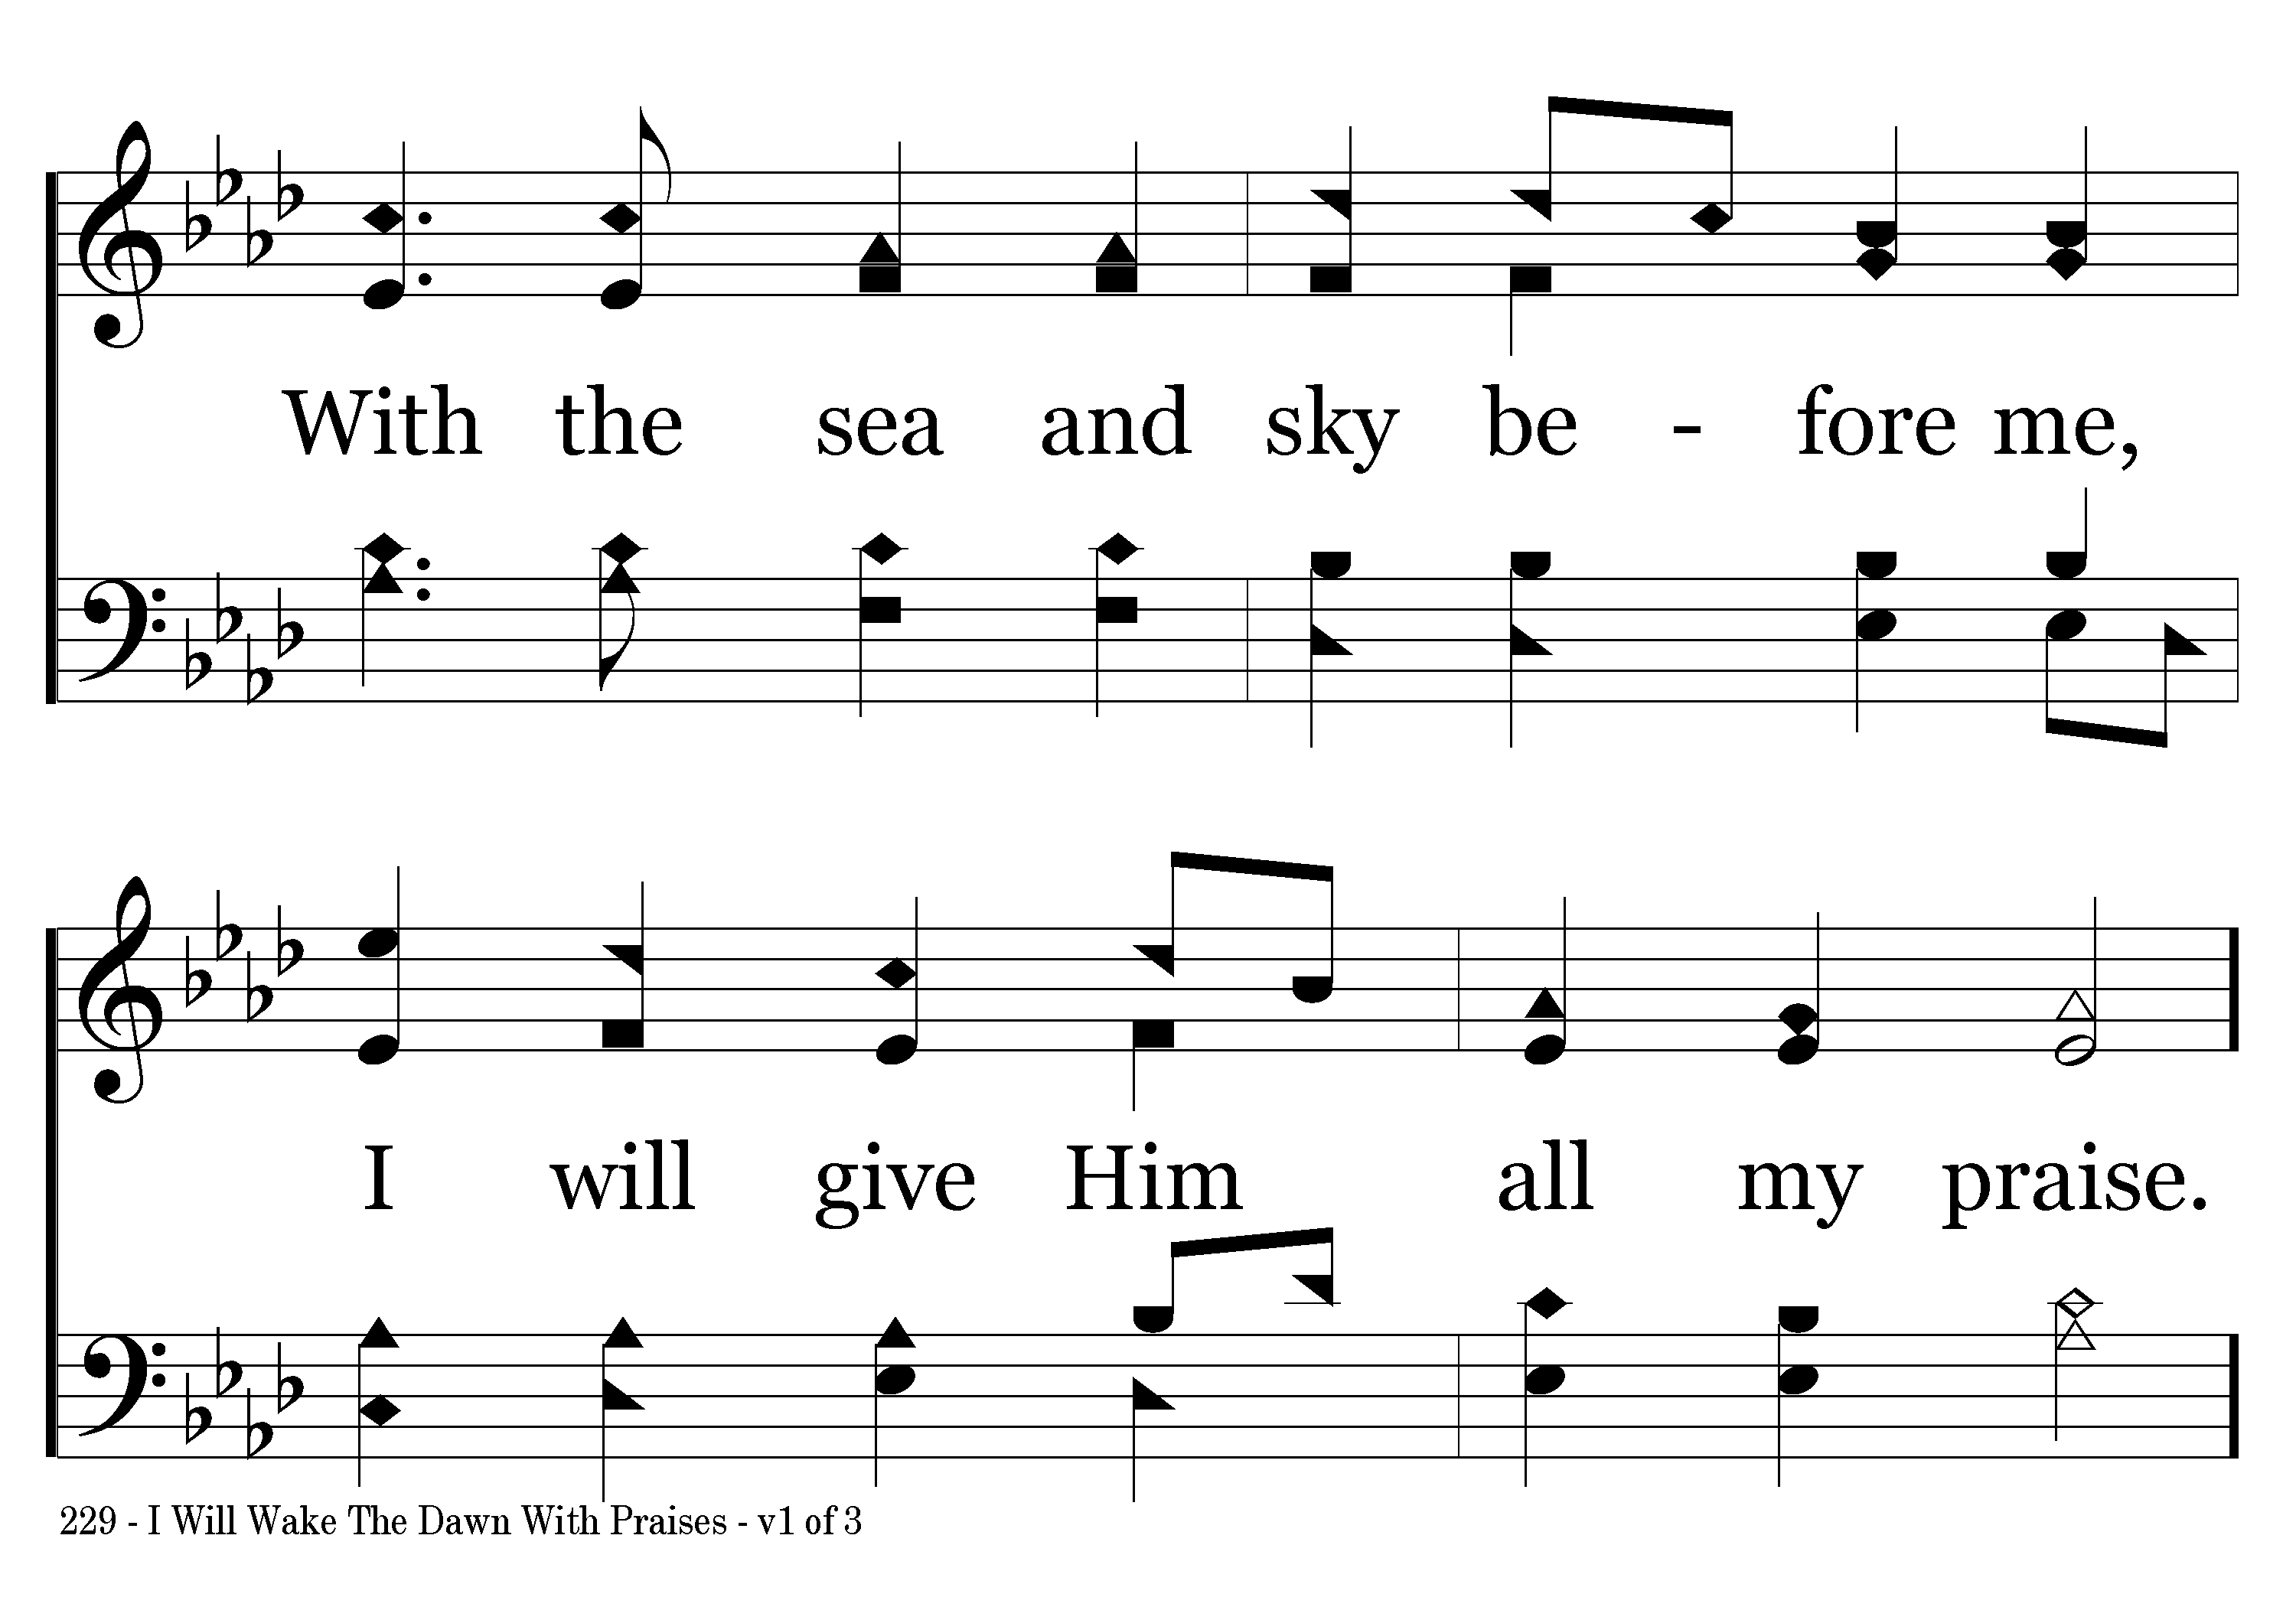 With the sea and sky be - fore me,
I will give Him all my praise.
229 - I Will Wake The Dawn With Praises - v1 of 3